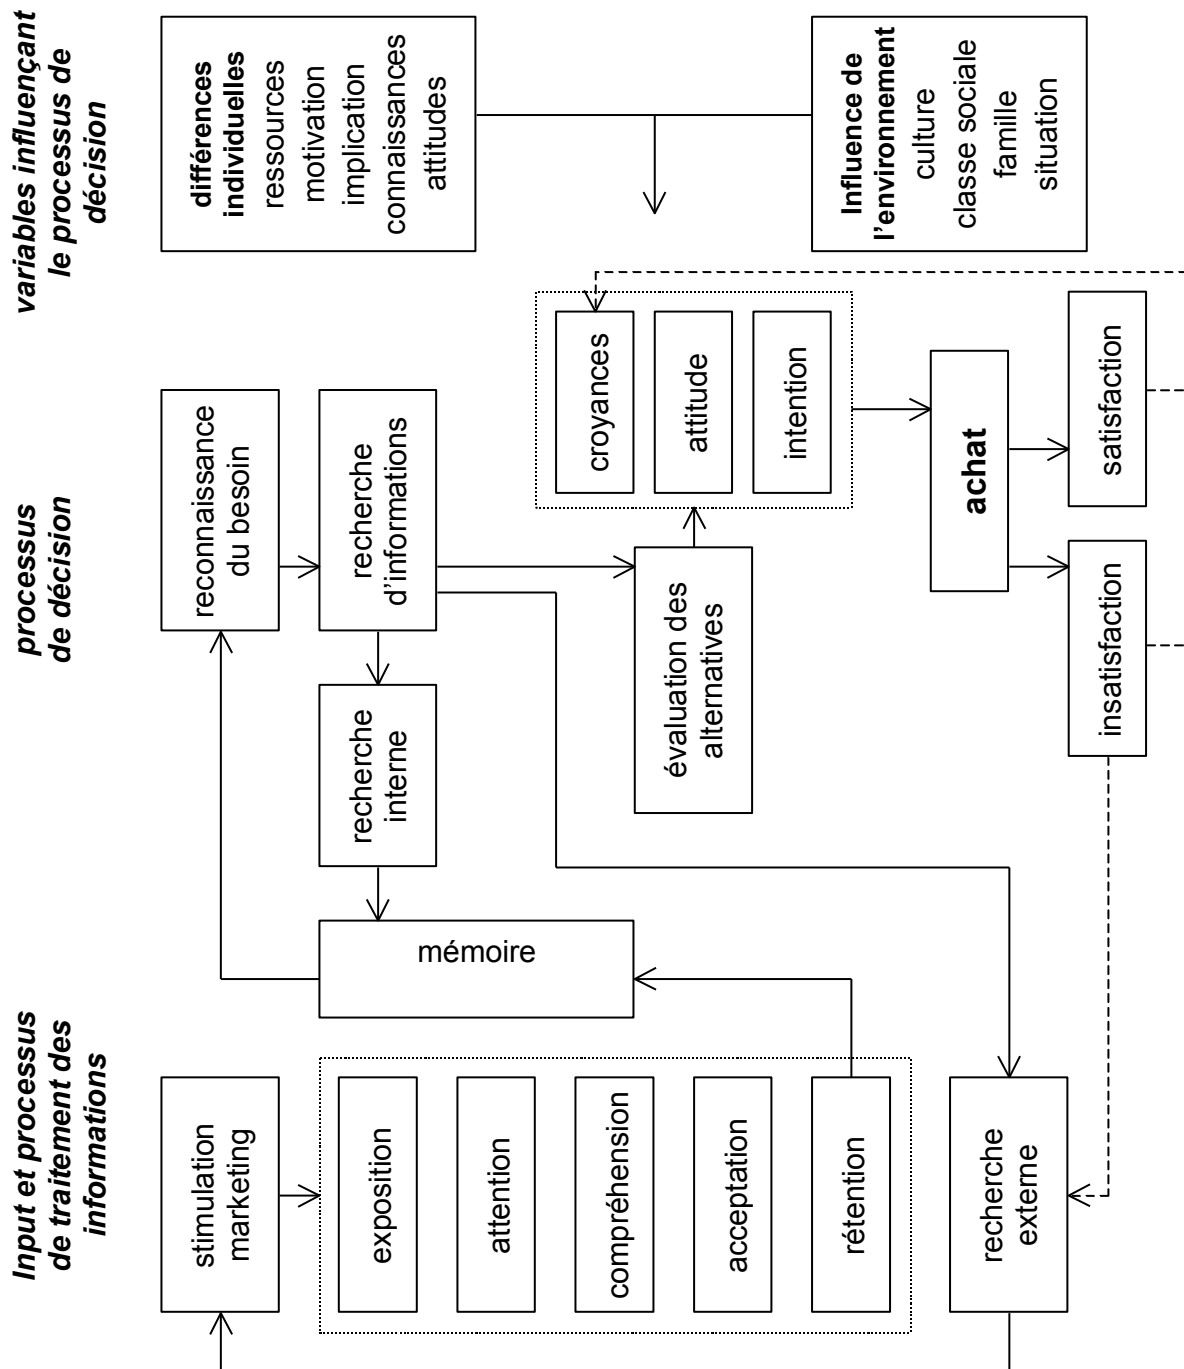 Input et processus
de traitement des
informations
processus
de décision
variables influençant
le processus de
décision
stimulation
marketing
exposition
attention
compréhension
acceptation
rétention
recherche
externe
mémoire
reconnaissance
du besoin
recherche
d'informations
recherche
interne
évaluation des
alternatives
croyances
attitude
intention
achat
insatisfaction
satisfaction
différences
individuelles
ressources
motivation
implication
connaissances
attitudes
Influence de
l'environnement
culture
classe sociale
famille
situation